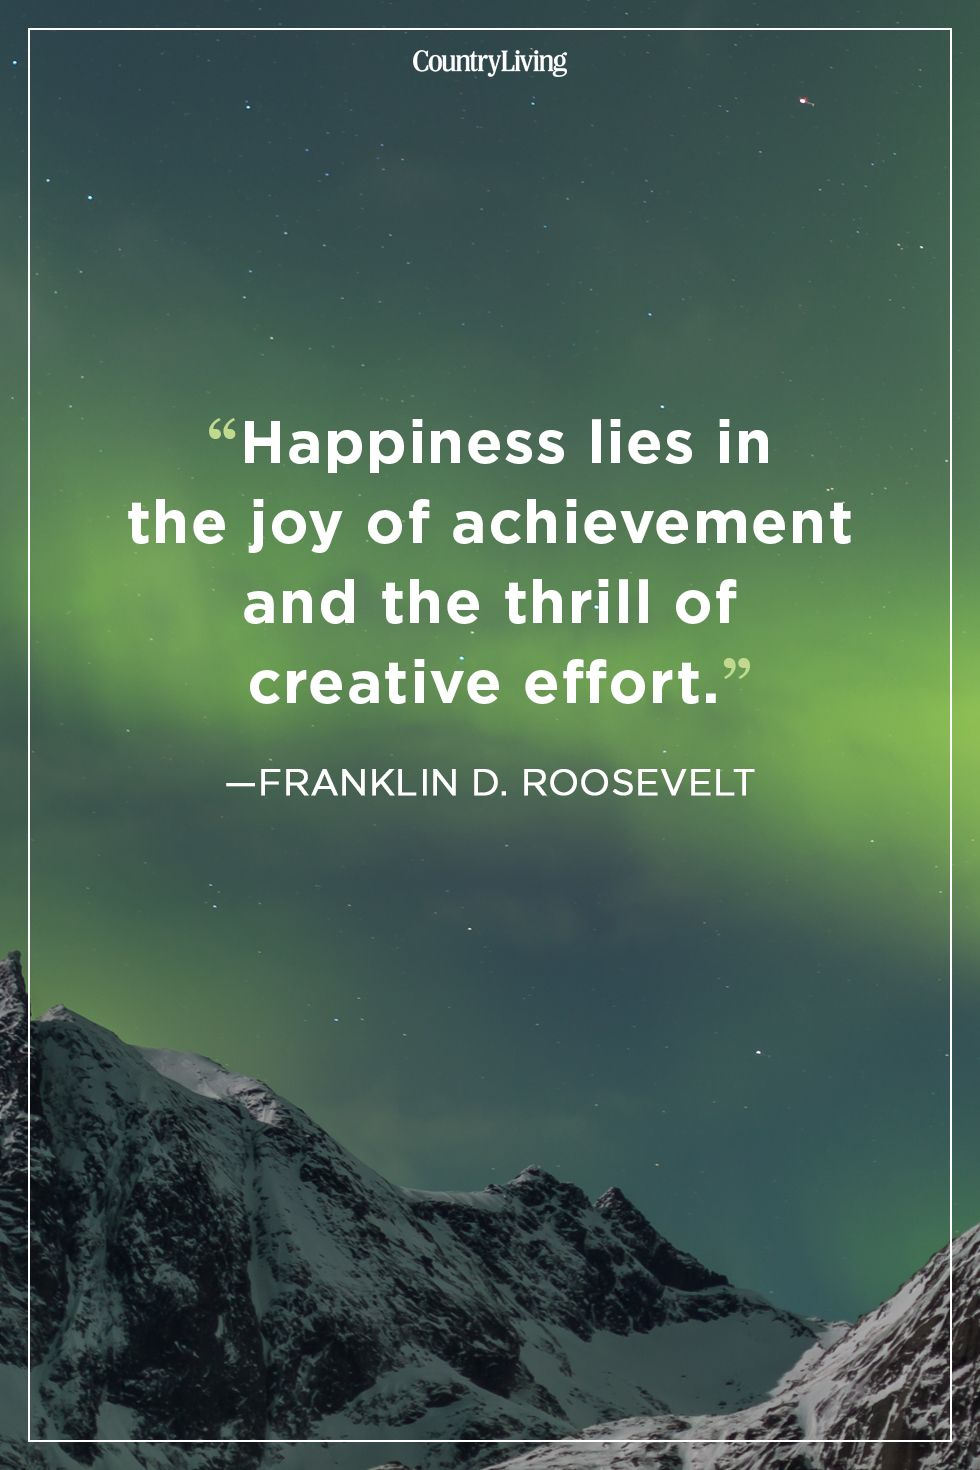 CountryLiving
“Happiness lies in
the joy of achievement
and the thrill of
creative effort.”
—FRANKLIN D. ROOSEVELT